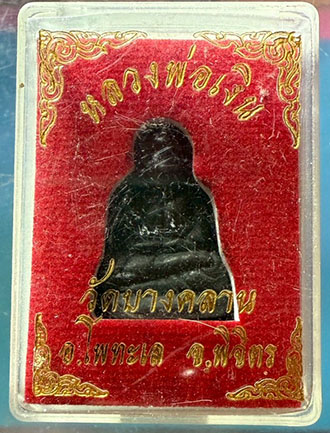 หลวงพ่อเงิน
วัดบางคลาน
อ.โพทะเล จ.พิจิตร